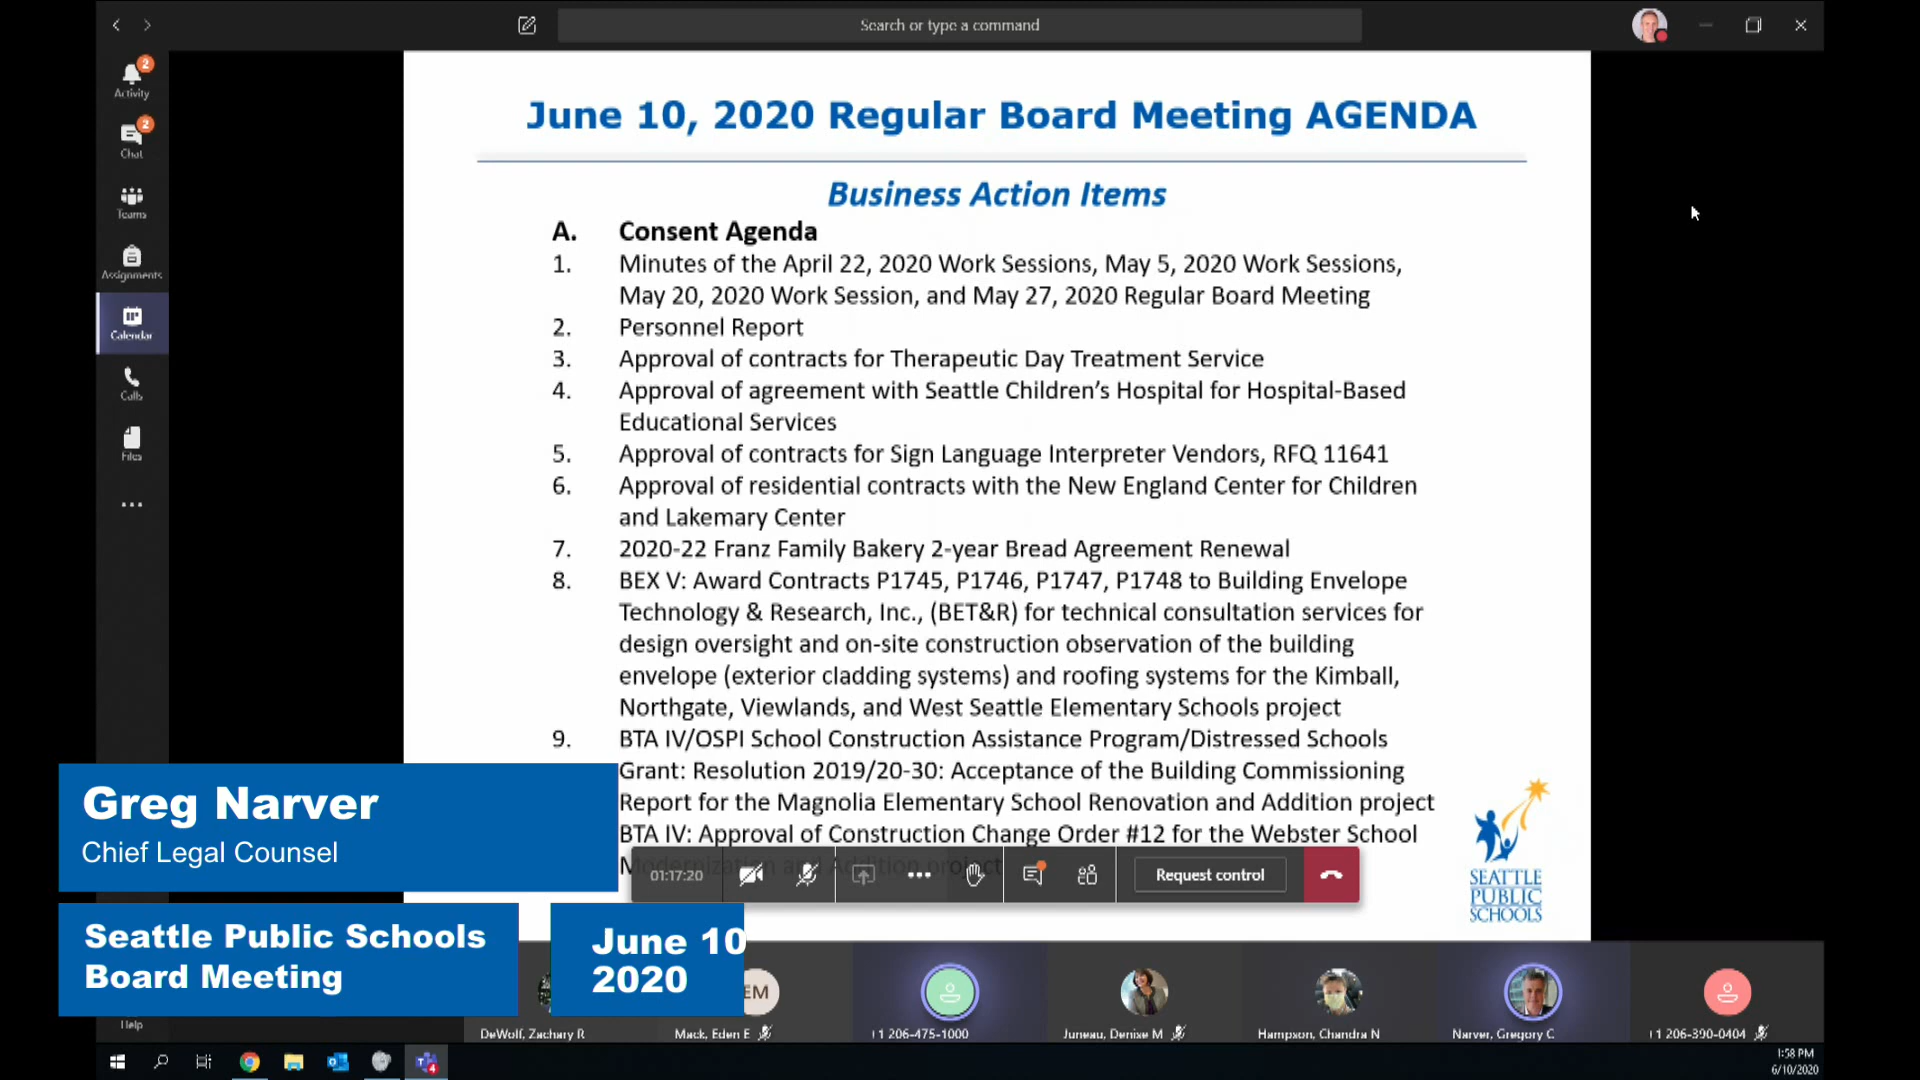 Search or type a command
2
Activity
2
Chat
Teams
Assignments
Calendar
Calls
Files
Help
June 10, 2020 Regular Board Meeting AGENDA
Business Action Items
A. Consent Agenda
1. Minutes of the April 22, 2020 Work Sessions, May 5, 2020 Work Sessions,
May 20, 2020 Work Session, and May 27, 2020 Regular Board Meeting
2. Personnel Report
3. Approval of contracts for Therapeutic Day Treatment Service
4. Approval of agreement with Seattle Children’s Hospital for Hospital-Based
Educational Services
5. Approval of contracts for Sign Language Interpreter Vendors, RFQ 11641
6. Approval of residential contracts with the New England Center for Children
and Lakemary Center
7. 2020-22 Franz Family Bakery 2-year Bread Agreement Renewal
8. BEX V: Award Contracts P1745, P1746, P1747, P1748 to Building Envelope
Technology & Research, Inc., (BET&R) for technical consultation services for
design oversight and on-site construction observation of the building
envelope (exterior cladding systems) and roofing systems for the Kimball,
Northgate, Viewlands, and West Seattle Elementary Schools project
9. BTA IV/OSPI School Construction Assistance Program/Distressed Schools
Grant: Resolution 2019/20-30: Acceptance of the Building Commissioning
Report for the Magnolia Elementary School Renovation and Addition project
BTA IV: Approval of Construction Change Order #12 for the Webster School
Modernization and Addition project
01:17:20
Request control
SEATTLE
PUBLIC
SCHOOLS
Greg Narver
Chief Legal Counsel
Seattle Public Schools
Board Meeting
June 10
2020
EM
DeWolf, Zachary R
Mack, Eden E
+1 206-475-1000
Juneau, Denise M
Hampson, Chandra N
Narver, Gregory C
+1 206-390-0404
4
1:58 PM
6/10/2020